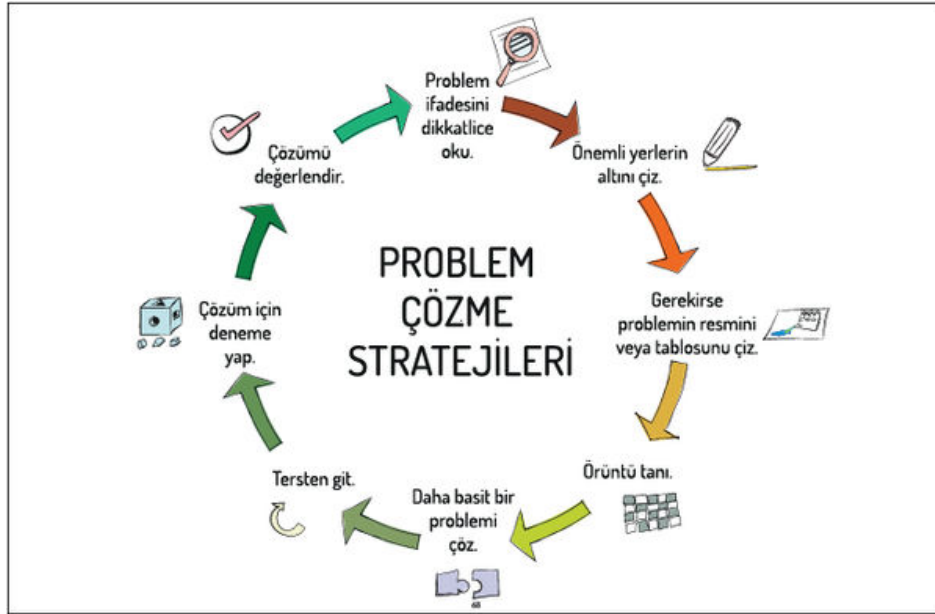 PROBLEM
ÇÖZME
STRATEJİLERİ
Problem
ifadesini
dikkatlice
oku.
Önemli yerlerin
altını çiz.
Gerekirse
problemin resmini
veya tablosunu çiz.
Örüntü tanı.
Daha basit bir
problemi
çöz.
Tersten git.
Çözüm için
deneme
yap.
Çözümü
değerlendir.
68